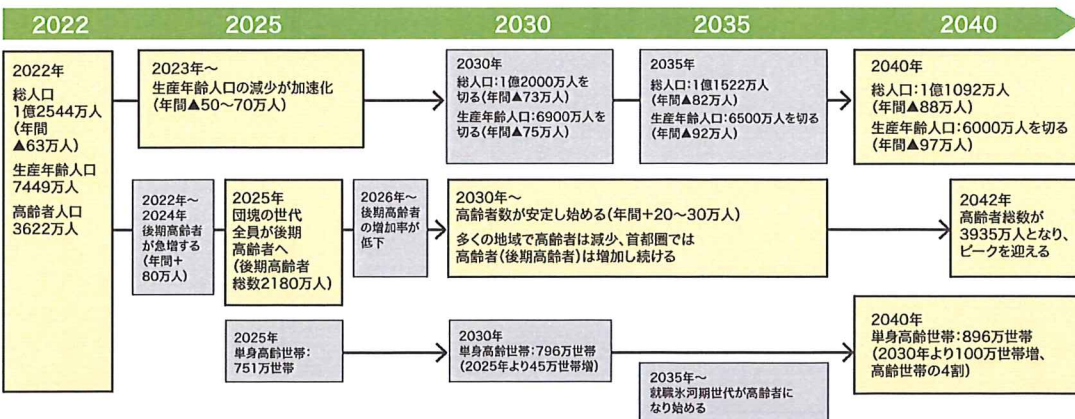 2022
2025
2030
2035
2040
2022年
総人口
1億2544万人
(年間
▲63万人)
生産年齢人口
7449万人
高齢者人口
3622万人
2023年〜
生産年齢人口の減少が加速化
(年間▲50〜70万人)
2030年
総人口:1億2000万人を
切る(年間▲73万人)
生産年齢人口:6900万人を
切る(年間▲75万人)
2035年
総人口:1億1522万人
(年間▲82万人)
生産年齢人口:6500万人を切る
(年間▲92万人)
2040年
総人口:1億1092万人
(年間▲88万人)
生産年齢人口:6000万人を切る
(年間▲97万人)
2022年〜
2024年
後期高齢者
が急増する
(年間+
80万人)
2025年
団塊の世代
全員が後期
高齢者へ
(後期高齢者
総数2180万人)
2026年〜
後期高齢者
の増加率が
低下
2030年〜
高齢者数が安定し始める(年間+20〜30万人)
多くの地域で高齢者は減少、首都圏では
高齢者(後期高齢者)は増加し続ける
2042年
高齢者総数が
3935万人となり、
ピークを迎える
2025年
単身高齢世帯:
751万世帯
2030年
単身高齢世帯:796万世帯
(2025年より45万世帯増)
2035年〜
就職氷河期世代が高齢者に
なり始める
2040年
単身高齢世帯:896万世帯
(2030年より100万世帯増、
高齢世帯の4割)